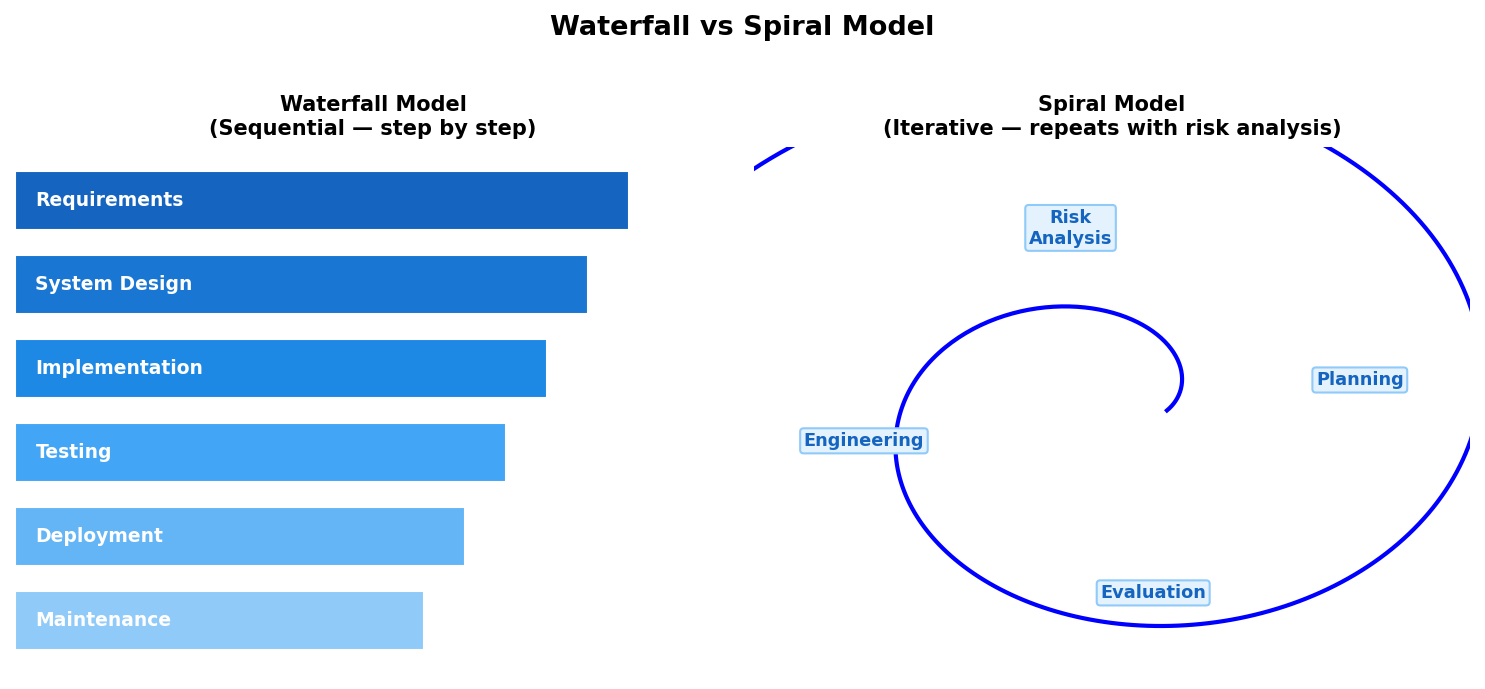 Waterfall vs Spiral Model
Waterfall Model
(Sequential — step by step)
Requirements
System Design
Implementation
Testing
Deployment
Maintenance
Spiral Model
(Iterative — repeats with risk analysis)
Risk
Analysis
Planning
Engineering
Evaluation